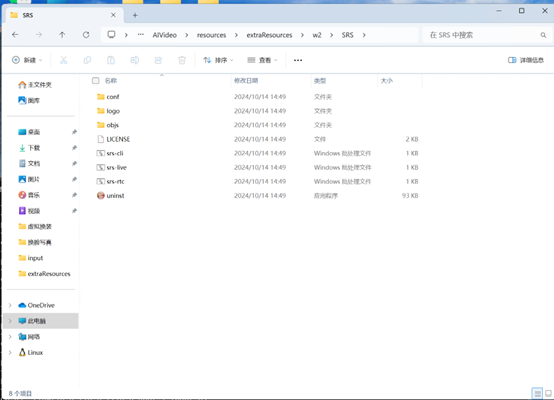 SRS
AIVideo > resources > extraResources > w2 > SRS >
在 SRS 中搜索
新建
排序
查看
详细信息
名称 修改日期 类型 大小
主文件夹
图库
桌面
下载
文档
图片
音乐
视频
虚拟换装
换脸写真
input
extraResources
OneDrive
此电脑
网络
Linux
conf 2024/10/14 14:49 文件夹
logo 2024/10/14 14:49 文件夹
objs 2024/10/14 14:49 文件夹
LICENSE 2024/10/14 14:49 文件 2 KB
srs-cli 2024/10/14 14:49 Windows 批处理文件 1 KB
srs-live 2024/10/14 14:49 Windows 批处理文件 1 KB
srs-rtc 2024/10/14 14:49 Windows 批处理文件 1 KB
uninst 2024/10/14 14:49 应用程序 93 KB
8 个项目